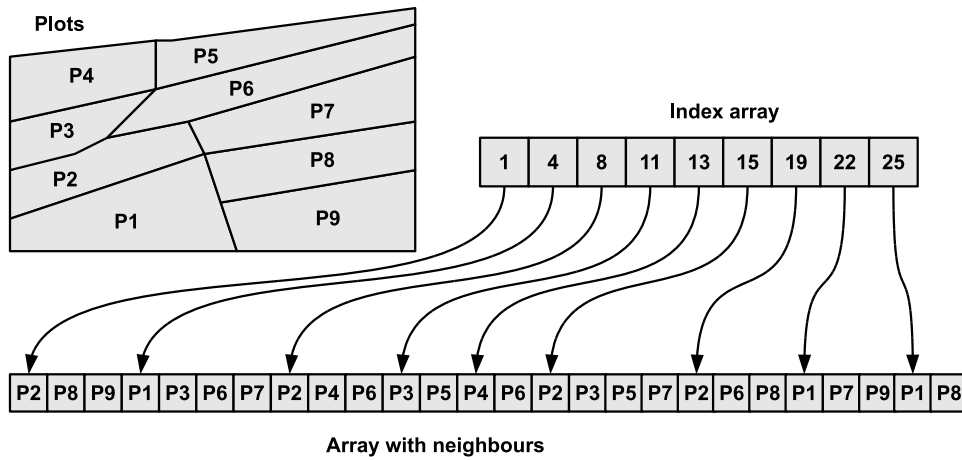 Plots
P4
P5
P6
P3
P7
P2
P8
P1
P9
Index array
1 4 8 11 13 15 19 22 25
P2 P8 P9 P1 P3 P6 P7 P2 P4 P6 P3 P5 P4 P6 P2 P3 P5 P7 P2 P6 P8 P1 P7 P9 P1 P8
Array with neighbours